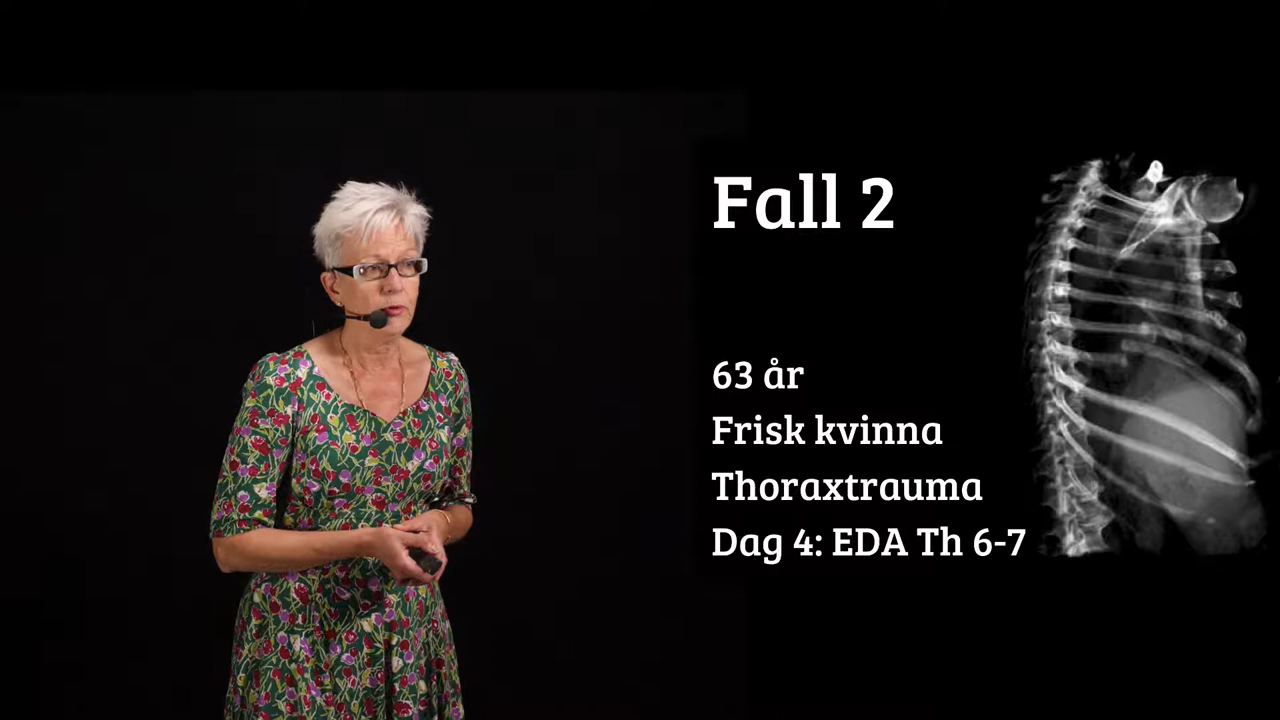 Fall 2
63 år
Frisk kvinna
Thoraxtrauma
Dag 4: EDA Th 6-7